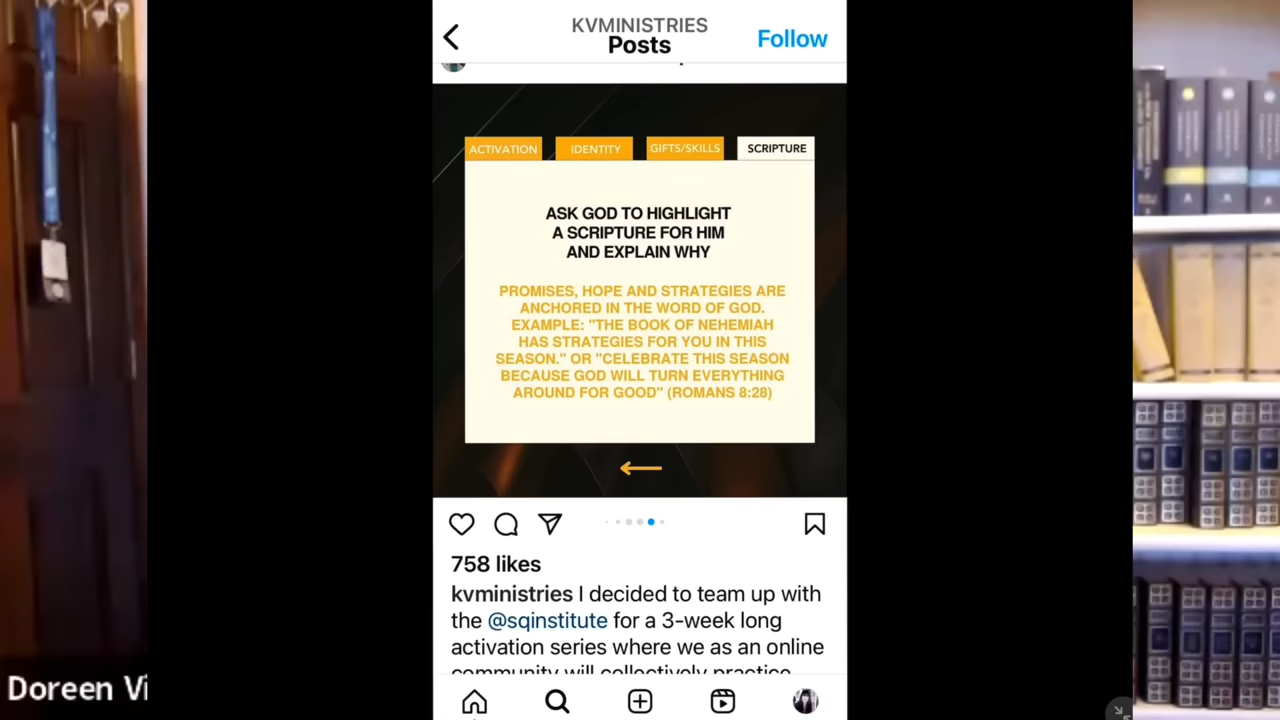 KVMINISTRIES
Posts
Follow
ACTIVATION
IDENTITY
GIFTS/SKILLS
SCRIPTURE
ASK GOD TO HIGHLIGHT
A SCRIPTURE FOR HIM
AND EXPLAIN WHY
PROMISES, HOPE AND STRATEGIES ARE
ANCHORED IN THE WORD OF GOD.
EXAMPLE: "THE BOOK OF NEHEMIAH
HAS STRATEGIES FOR YOU IN THIS
SEASON." OR "CELEBRATE THIS SEASON
BECAUSE GOD WILL TURN EVERYTHING
AROUND FOR GOOD" (ROMANS 8:28)
758 likes
kvministries I decided to team up with
the @sqinstitute for a 3-week long
activation series where we as an online
community will collectively practice
Doreen Vi